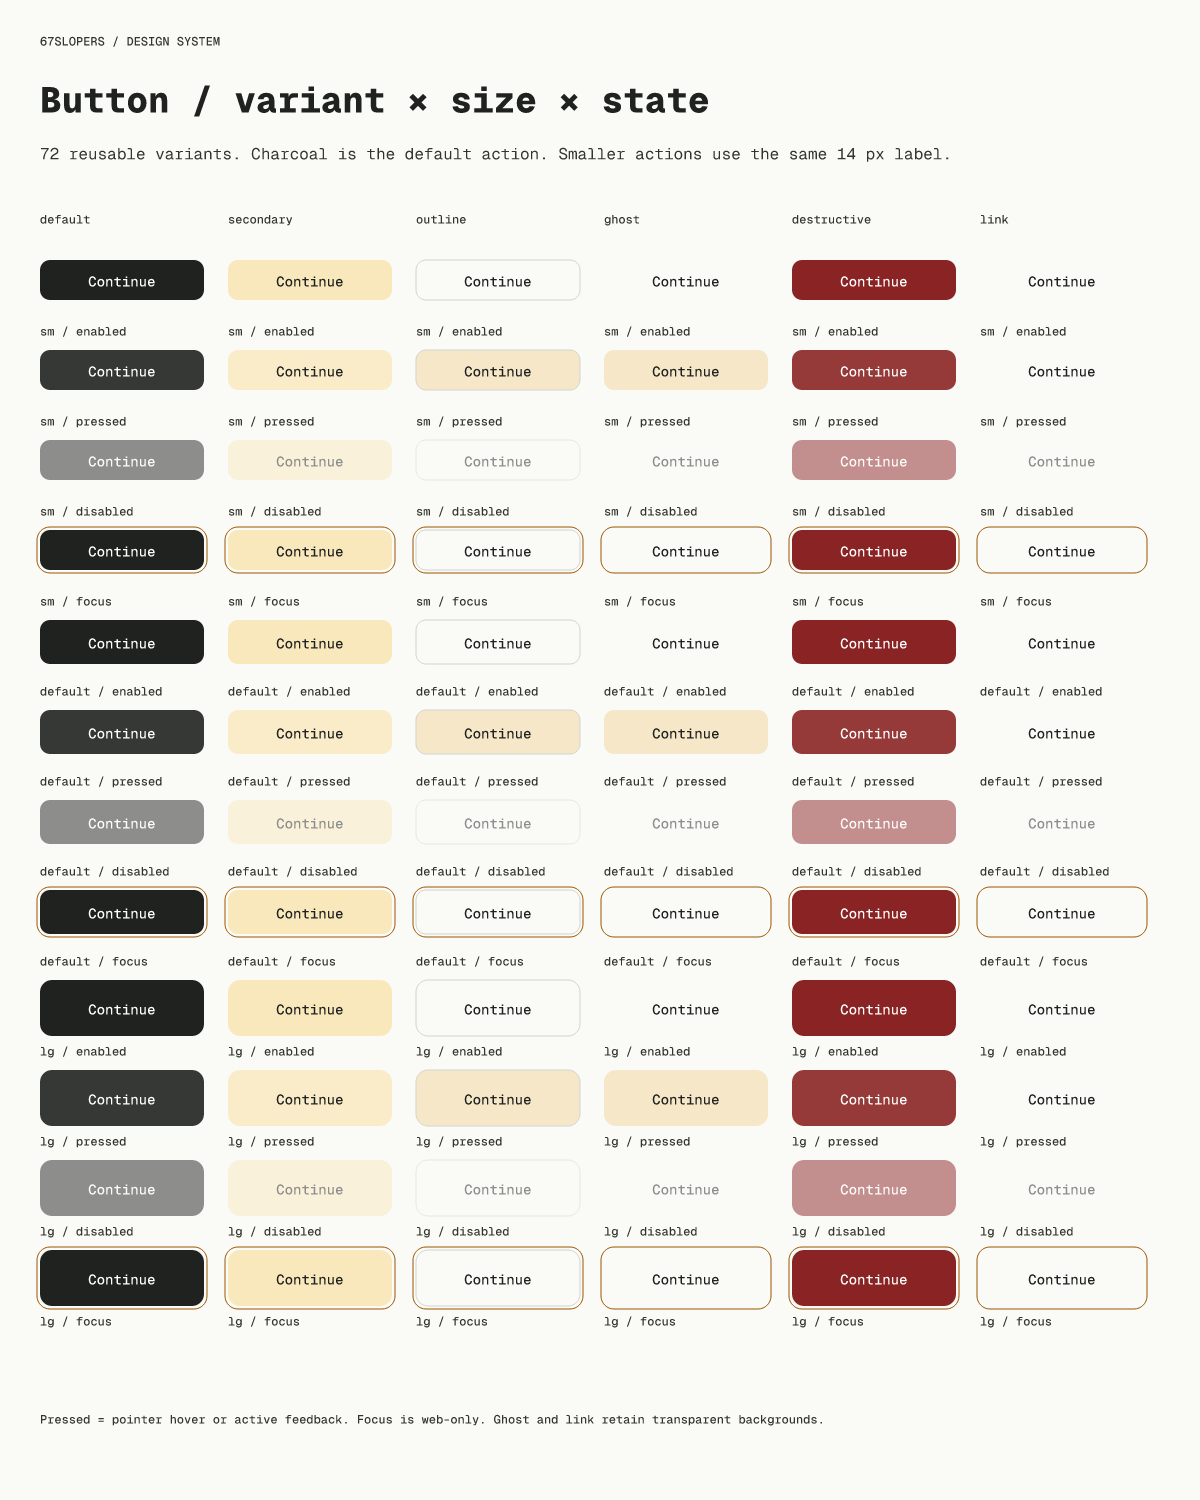 67SLOPERS / DESIGN SYSTEM
Button / variant × size × state
72 reusable variants. Charcoal is the default action. Smaller actions use the same 14 px label.
default secondary outline ghost destructive link
Continue Continue Continue Continue Continue Continue
sm / enabled sm / enabled sm / enabled sm / enabled sm / enabled sm / enabled
Continue Continue Continue Continue Continue Continue
sm / pressed sm / pressed sm / pressed sm / pressed sm / pressed sm / pressed
Continue Continue Continue Continue Continue Continue
sm / disabled sm / disabled sm / disabled sm / disabled sm / disabled sm / disabled
Continue Continue Continue Continue Continue Continue
sm / focus sm / focus sm / focus sm / focus sm / focus sm / focus
Continue Continue Continue Continue Continue Continue
default / enabled default / enabled default / enabled default / enabled default / enabled default / enabled
Continue Continue Continue Continue Continue Continue
default / pressed default / pressed default / pressed default / pressed default / pressed default / pressed
Continue Continue Continue Continue Continue Continue
default / disabled default / disabled default / disabled default / disabled default / disabled default / disabled
Continue Continue Continue Continue Continue Continue
default / focus default / focus default / focus default / focus default / focus default / focus
Continue Continue Continue Continue Continue Continue
lg / enabled lg / enabled lg / enabled lg / enabled lg / enabled lg / enabled
Continue Continue Continue Continue Continue Continue
lg / pressed lg / pressed lg / pressed lg / pressed lg / pressed lg / pressed
Continue Continue Continue Continue Continue Continue
lg / disabled lg / disabled lg / disabled lg / disabled lg / disabled lg / disabled
Continue Continue Continue Continue Continue Continue
lg / focus lg / focus lg / focus lg / focus lg / focus lg / focus
Pressed = pointer hover or active feedback. Focus is web-only. Ghost and link retain transparent backgrounds.